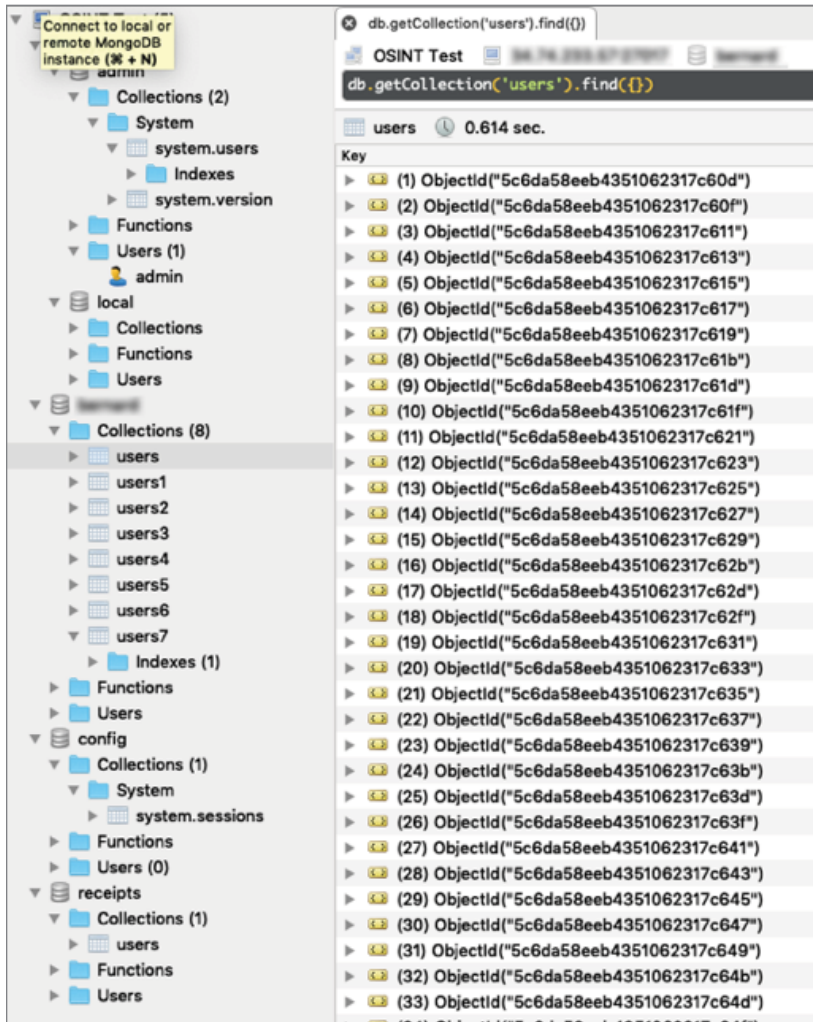 Connect to local or
remote MongoDB
instance (⌘ + N)
admin
Collections (2)
System
system.users
Indexes
system.version
Functions
Users (1)
admin
local
Collections
Functions
Users
Collections (8)
users
users1
users2
users3
users4
users5
users6
users7
Indexes (1)
Functions
Users
config
Collections (1)
System
system.sessions
Functions
Users (0)
receipts
Collections (1)
users
Functions
Users
db.getCollection('users').find({})
OSINT Test
db.getCollection('users').find({})
users 0.614 sec.
Key
(1) ObjectId("5c6da58eeb4351062317c60d")
(2) ObjectId("5c6da58eeb4351062317c60f")
(3) ObjectId("5c6da58eeb4351062317c611")
(4) ObjectId("5c6da58eeb4351062317c613")
(5) ObjectId("5c6da58eeb4351062317c615")
(6) ObjectId("5c6da58eeb4351062317c617")
(7) ObjectId("5c6da58eeb4351062317c619")
(8) ObjectId("5c6da58eeb4351062317c61b")
(9) ObjectId("5c6da58eeb4351062317c61d")
(10) ObjectId("5c6da58eeb4351062317c61f")
(11) ObjectId("5c6da58eeb4351062317c621")
(12) ObjectId("5c6da58eeb4351062317c623")
(13) ObjectId("5c6da58eeb4351062317c625")
(14) ObjectId("5c6da58eeb4351062317c627")
(15) ObjectId("5c6da58eeb4351062317c629")
(16) ObjectId("5c6da58eeb4351062317c62b")
(17) ObjectId("5c6da58eeb4351062317c62d")
(18) ObjectId("5c6da58eeb4351062317c62f")
(19) ObjectId("5c6da58eeb4351062317c631")
(20) ObjectId("5c6da58eeb4351062317c633")
(21) ObjectId("5c6da58eeb4351062317c635")
(22) ObjectId("5c6da58eeb4351062317c637")
(23) ObjectId("5c6da58eeb4351062317c639")
(24) ObjectId("5c6da58eeb4351062317c63b")
(25) ObjectId("5c6da58eeb4351062317c63d")
(26) ObjectId("5c6da58eeb4351062317c63f")
(27) ObjectId("5c6da58eeb4351062317c641")
(28) ObjectId("5c6da58eeb4351062317c643")
(29) ObjectId("5c6da58eeb4351062317c645")
(30) ObjectId("5c6da58eeb4351062317c647")
(31) ObjectId("5c6da58eeb4351062317c649")
(32) ObjectId("5c6da58eeb4351062317c64b")
(33) ObjectId("5c6da58eeb4351062317c64d")